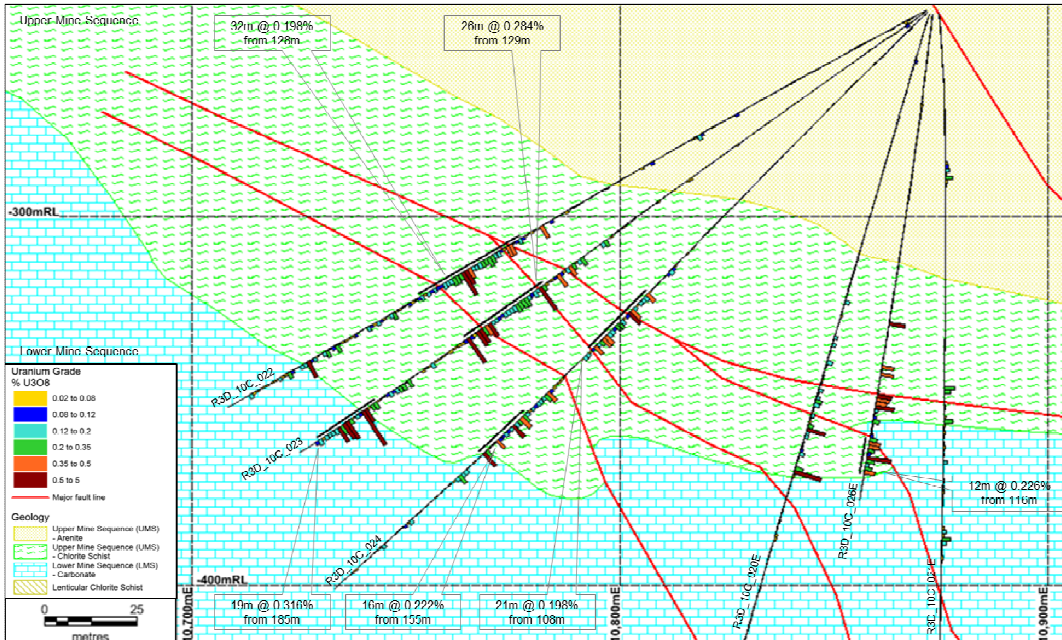 Upper Mine Sequence
32m @ 0.198%
from 128m
26m @ 0.284%
from 129m
-300mRL
Lower Mine Sequence
Uranium Grade
% U3O8
0.02 to 0.08
0.08 to 0.12
0.12 to 0.2
0.2 to 0.35
0.35 to 0.5
0.5 to 5
Major fault line
Geology
Upper Mine Sequence (UMS)
- Arenite
Upper Mine Sequence (UMS)
- Chlorite Schist
Lower Mine Sequence (LMS)
- Carbonate
Lenticular Chlorite Schist
0 25
metres
R3D_10C_022
R3D_10C_023
R3D_10C_024
R3D_10C_026E
12m @ 0.226%
from 116m
-400mRL
19m @ 0.316%
from 185m
16m @ 0.222%
from 155m
21m @ 0.198%
from 108m
10,700mE
10,800mE
10,900mE